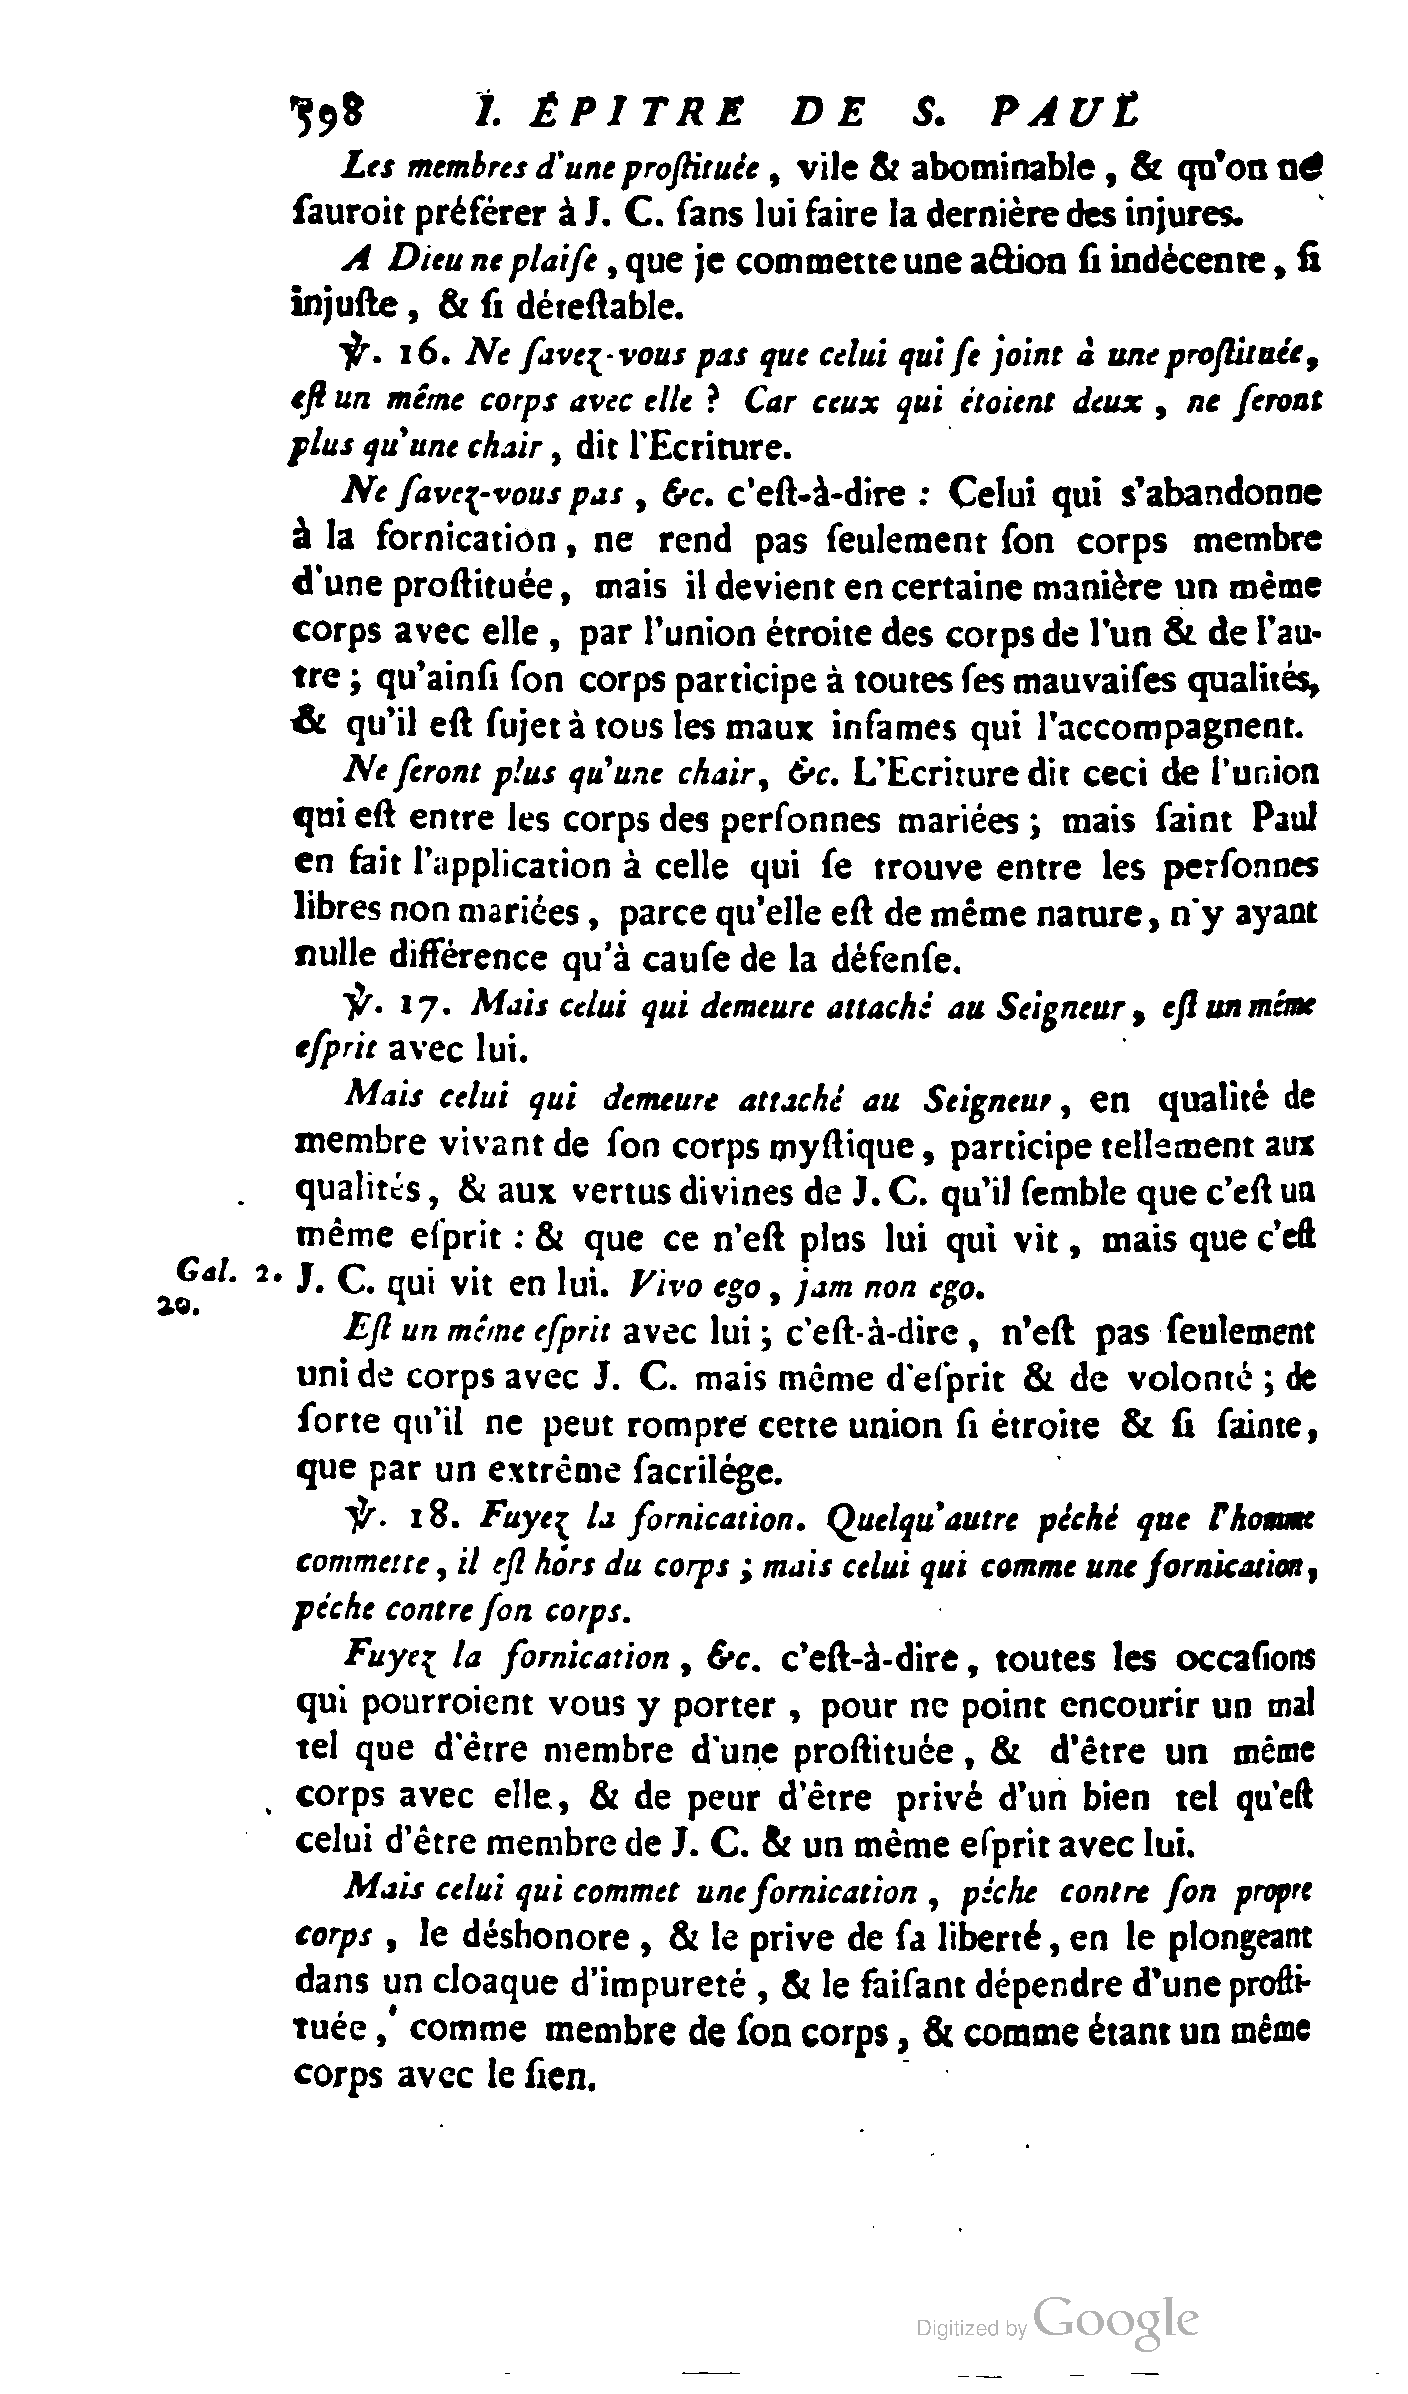 398 I. ÉPITRE DE S. PAUL
Les membres d'une proſtituée, vile & abominable, & qu'on ne
ſauroit préférer à J. C. ſans lui faire la dernière des injures.
A Dieu ne plaiſe, que je commette une action ſi indécente, ſi
injuſte, & ſi déteſtable.
℣. 16. Ne ſavez-vous pas que celui qui ſe joint à une proſtituée,
eſt un même corps avec elle ? Car ceux qui étoient deux, ne ſeront
plus qu'une chair, dit l'Ecriture.
Ne ſavez-vous pas, &c. c'eſt-à-dire : Celui qui s'abandonne
à la fornication, ne rend pas ſeulement ſon corps membre
d'une proſtituée, mais il devient en certaine manière un même
corps avec elle, par l'union étroite des corps de l'un & de l'au-
tre ; qu'ainſi ſon corps participe à toutes ſes mauvaiſes qualités,
& qu'il eſt ſujet à tous les maux infames qui l'accompagnent.
Ne ſeront plus qu'une chair, &c. L'Ecriture dit ceci de l'union
qui eſt entre les corps des perſonnes mariées ; mais ſaint Paul
en fait l'application à celle qui ſe trouve entre les perſonnes
libres non mariées, parce qu'elle eſt de même nature, n'y ayant
nulle différence qu'à cauſe de la défenſe.
℣. 17. Mais celui qui demeure attaché au Seigneur, eſt un même
eſprit avec lui.
Mais celui qui demeure attaché au Seigneur, en qualité de
membre vivant de ſon corps myſtique, participe tellement aux
qualités, & aux vertus divines de J. C. qu'il ſemble que c'eſt un
même eſprit : & que ce n'eſt plus lui qui vit, mais que c'eſt
Gal. 2. J. C. qui vit en lui. Vivo ego, jam non ego.
20.
Eſt un même eſprit avec lui ; c'eſt-à-dire, n'eſt pas ſeulement
uni de corps avec J. C. mais même d'eſprit & de volonté ; de
ſorte qu'il ne peut rompre cette union ſi étroite & ſi ſainte,
que par un extrême ſacrilége.
℣. 18. Fuyez la fornication. Quelqu'autre péché que l'homme
commette, il eſt hors du corps ; mais celui qui comme une fornication,
péche contre ſon corps.
Fuyez la fornication, &c. c'eſt-à-dire, toutes les occaſions
qui pourroient vous y porter, pour ne point encourir un mal
tel que d'être membre d'une proſtituée, & d'être un même
corps avec elle, & de peur d'être privé d'un bien tel qu'eſt
celui d'être membre de J. C. & un même eſprit avec lui.
Mais celui qui commet une fornication, péche contre ſon propre
corps, le déshonore, & le prive de ſa liberté, en le plongeant
dans un cloaque d'impureté, & le faiſant dépendre d'une proſti-
tuée, comme membre de ſon corps, & comme étant un même
corps avec le ſien.
Digitized by Google